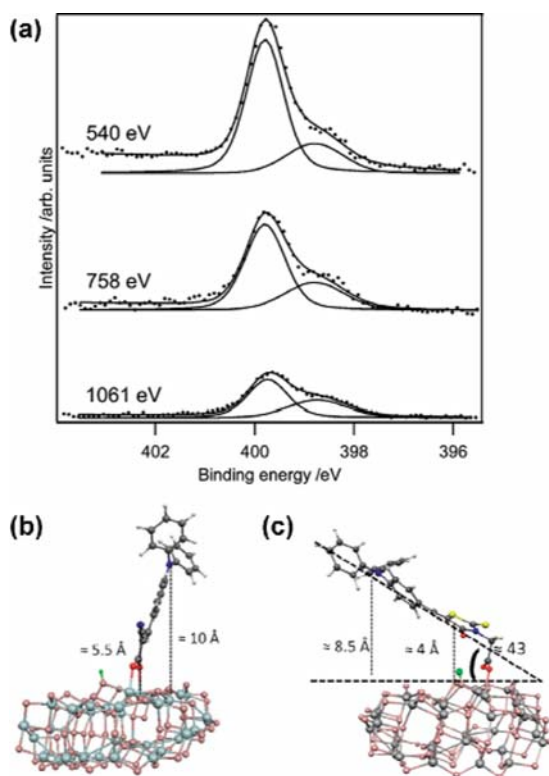 (a)
540 eV
758 eV
1061 eV
Intensity /arb. units
402 400 398 396
Binding energy /eV
(b)
≈ 5.5 Å
≈ 10 Å
(c)
≈ 8.5 Å
≈ 4 Å
≈ 43